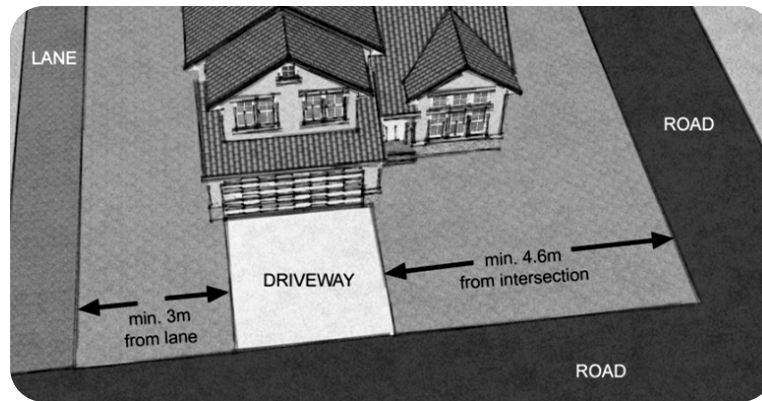 LANE
ROAD
min. 4.6m
from intersection
DRIVEWAY
min. 3m
from lane
ROAD